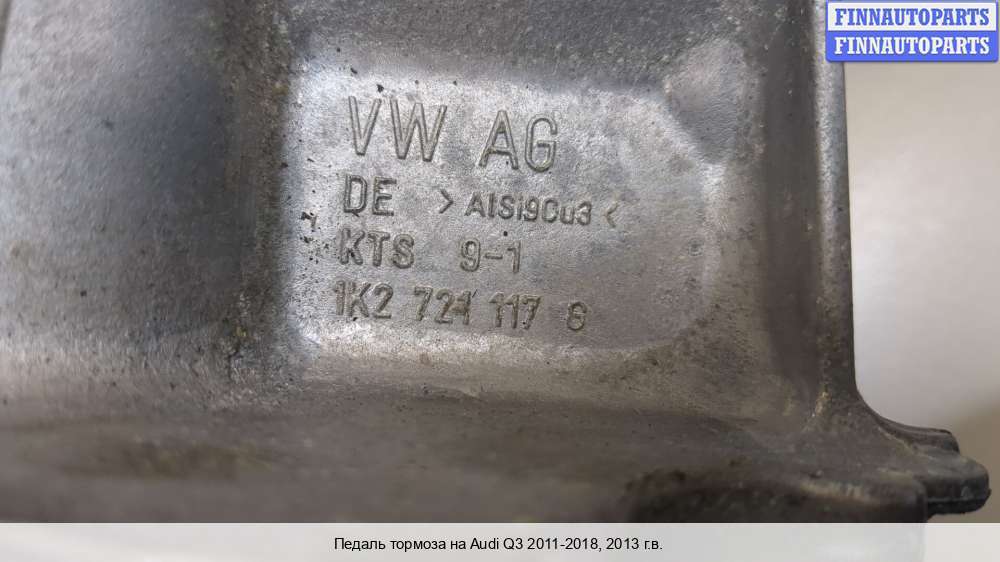 FINNAUTOPARTS
FINNAUTOPARTS
VW AG
DE >AlSi9Cu3<
KTS 9-1
1K2 721 117 G
Педаль тормоза на Audi Q3 2011-2018, 2013 г.в.